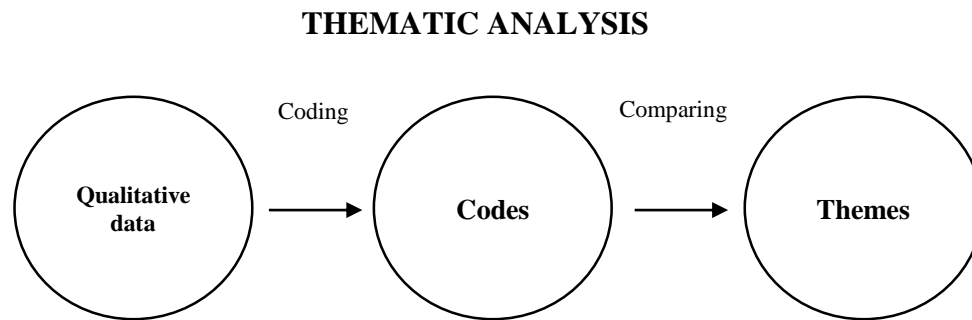 THEMATIC ANALYSIS
Coding
Comparing
Qualitative
data
Codes
Themes